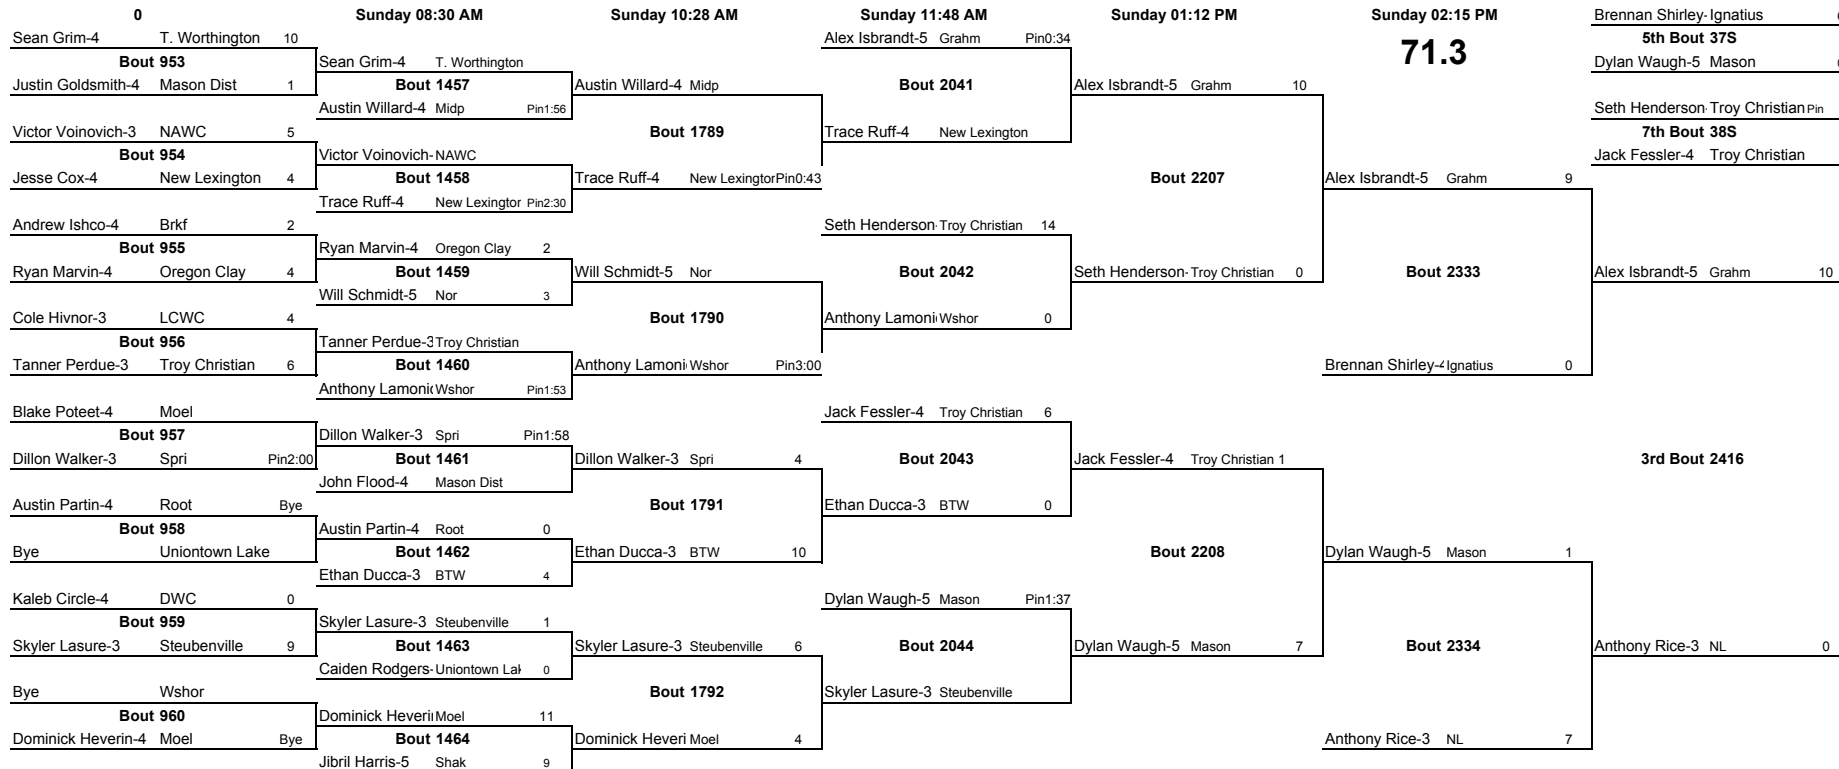 0 Sunday 08:30 AM Sunday 10:28 AM Sunday 11:48 AM Sunday 01:12 PM Sunday 02:15 PM Brennan Shirley- Ignatius
Sean Grim-4 T. Worthington 10 Alex Isbrandt-5 Grahm Pin0:34 71.3 5th Bout 37S
Bout 953 Sean Grim-4 T. Worthington Dylan Waugh-5 Mason
Justin Goldsmith-4 Mason Dist 1 Bout 1457 Austin Willard-4 Midp Bout 2041 Alex Isbrandt-5 Grahm 10
Austin Willard-4 Midp Pin1:56 Seth Henderson- Troy Christian Pin
Victor Voinovich-3 NAWC 5 Bout 1789 Trace Ruff-4 New Lexington 7th Bout 38S
Bout 954 Victor Voinovich- NAWC Jack Fessler-4 Troy Christian
Jesse Cox-4 New Lexington 4 Bout 1458 Trace Ruff-4 New Lexington Pin0:43 Bout 2207 Alex Isbrandt-5 Grahm 9
Trace Ruff-4 New Lexington Pin2:30
Andrew Ishco-4 Brkf 2 Seth Henderson- Troy Christian 14
Bout 955 Ryan Marvin-4 Oregon Clay 2
Ryan Marvin-4 Oregon Clay 4 Bout 1459 Will Schmidt-5 Nor Bout 2042 Seth Henderson- Troy Christian 0 Bout 2333 Alex Isbrandt-5 Grahm 10
Will Schmidt-5 Nor 3
Cole Hivnor-3 LCWC 4 Bout 1790 Anthony Lamoni Wshor 0
Bout 956 Tanner Perdue-3 Troy Christian
Tanner Perdue-3 Troy Christian 6 Bout 1460 Anthony Lamoni Wshor Pin3:00 Brennan Shirley-4 Ignatius 0
Anthony Lamoni Wshor Pin1:53
Blake Poteet-4 Moel Jack Fessler-4 Troy Christian 6
Bout 957 Dillon Walker-3 Spri Pin1:58
Dillon Walker-3 Spri Pin2:00 Bout 1461 Dillon Walker-3 Spri 4 Bout 2043 Jack Fessler-4 Troy Christian 1 3rd Bout 2416
John Flood-4 Mason Dist
Austin Partin-4 Root Bye Bout 1791 Ethan Ducca-3 BTW 0
Bout 958 Austin Partin-4 Root 0
Bye Uniontown Lake Bout 1462 Ethan Ducca-3 BTW 10 Bout 2208 Dylan Waugh-5 Mason 1
Ethan Ducca-3 BTW 4
Kaleb Circle-4 DWC 0 Dylan Waugh-5 Mason Pin1:37
Bout 959 Skyler Lasure-3 Steubenville 1
Skyler Lasure-3 Steubenville 9 Bout 1463 Skyler Lasure-3 Steubenville 6 Bout 2044 Dylan Waugh-5 Mason 7 Bout 2334 Anthony Rice-3 NL 0
Caiden Rodgers- Uniontown Lak 0
Bye Wshor Bout 1792 Skyler Lasure-3 Steubenville
Bout 960 Dominick Heveri Moel 11
Dominick Heverin-4 Moel Bye Bout 1464 Dominick Heveri Moel 4 Anthony Rice-3 NL 7
Jibril Harris-5 Shak 9